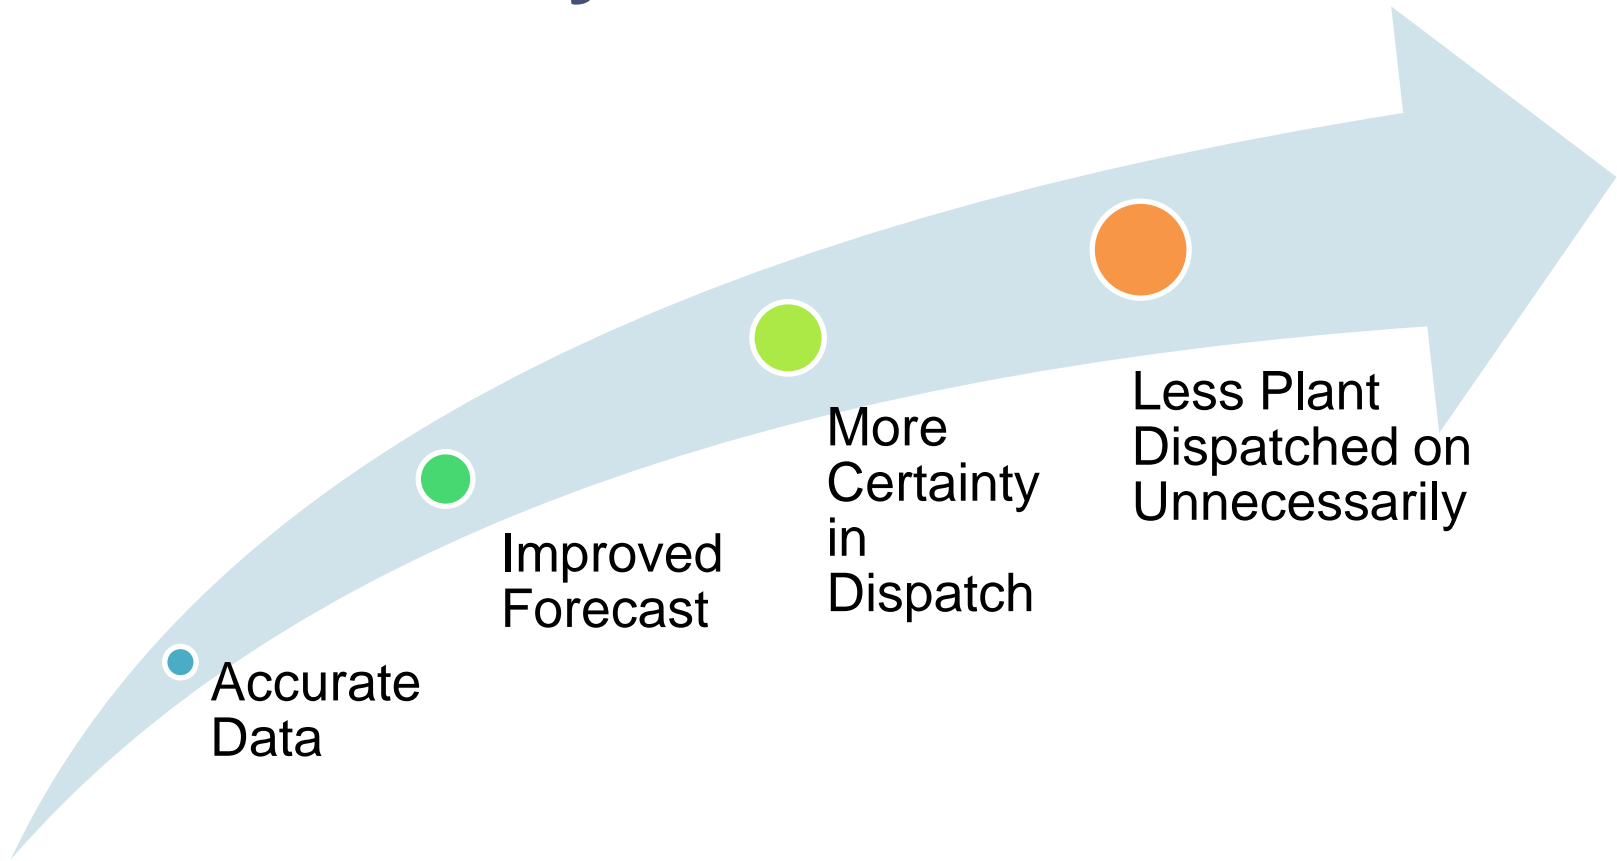 Accurate
Data
Improved
Forecast
More
Certainty
in
Dispatch
Less Plant
Dispatched on
Unnecessarily